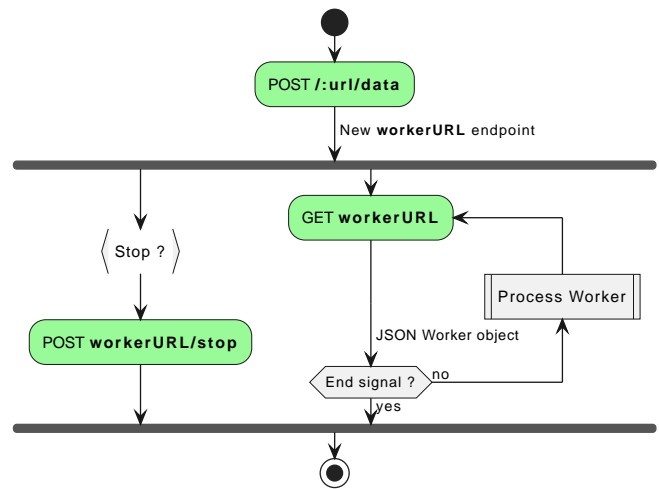 POST /:url/data
New workerURL endpoint
GET workerURL
Stop ?
Process Worker
POST workerURL/stop
JSON Worker object
End signal ?
no
yes